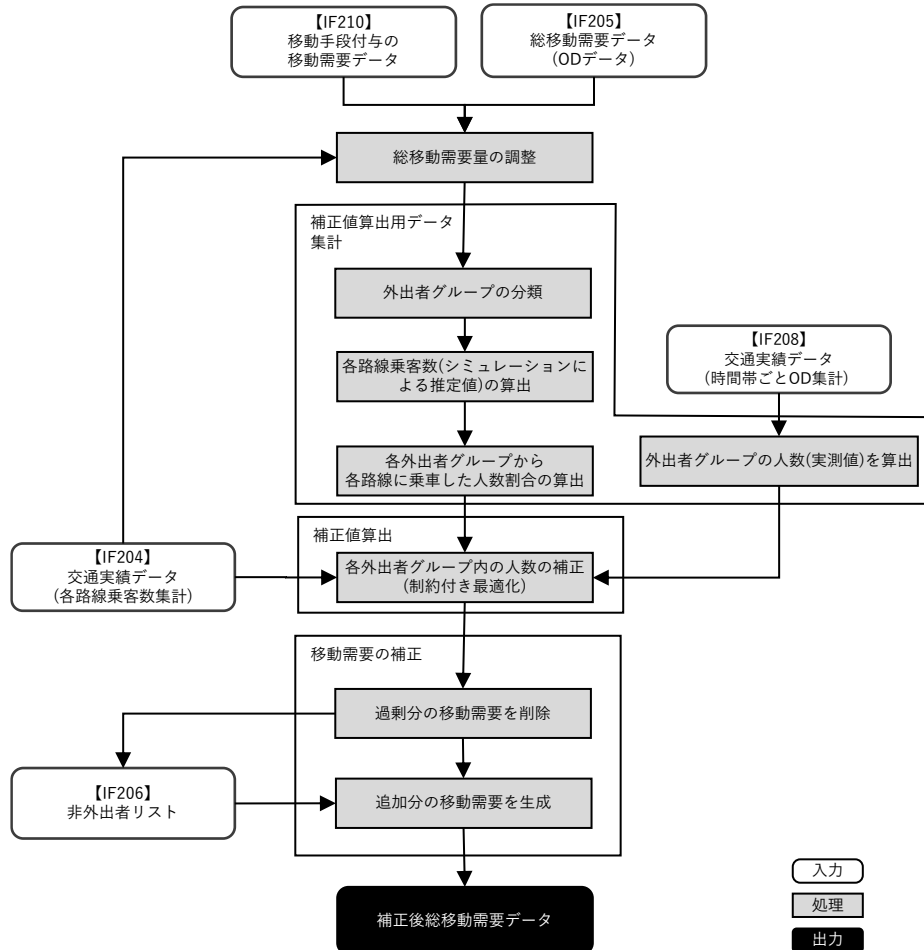 【IF210】
移動手段付与の
移動需要データ
【IF205】
総移動需要データ
(ODデータ)
総移動需要量の調整
補正値算出用データ
集計
外出者グループの分類
各路線乗客数(シミュレーションに
よる推定値)の算出
各外出者グループから
各路線に乗車した人数割合の算出
【IF208】
交通実績データ
(時間帯ごとOD集計)
外出者グループの人数(実測値)を算出
補正値算出
各外出者グループ内の人数の補正
(制約付き最適化)
【IF204】
交通実績データ
(各路線乗客数集計)
移動需要の補正
過剰分の移動需要を削除
【IF206】
非外出者リスト
追加分の移動需要を生成
補正後総移動需要データ
入力
処理
出力